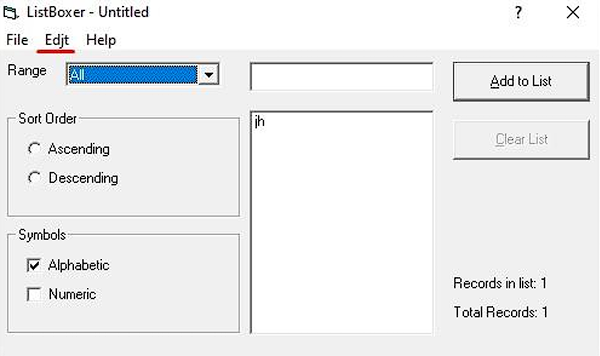 ListBoxer - Untitled
?
File Edjt Help
Range All Add to List
Sort Order jh
Ascending Clear List
Descending
Symbols
Alphabetic
Numeric
Records in list: 1
Total Records: 1